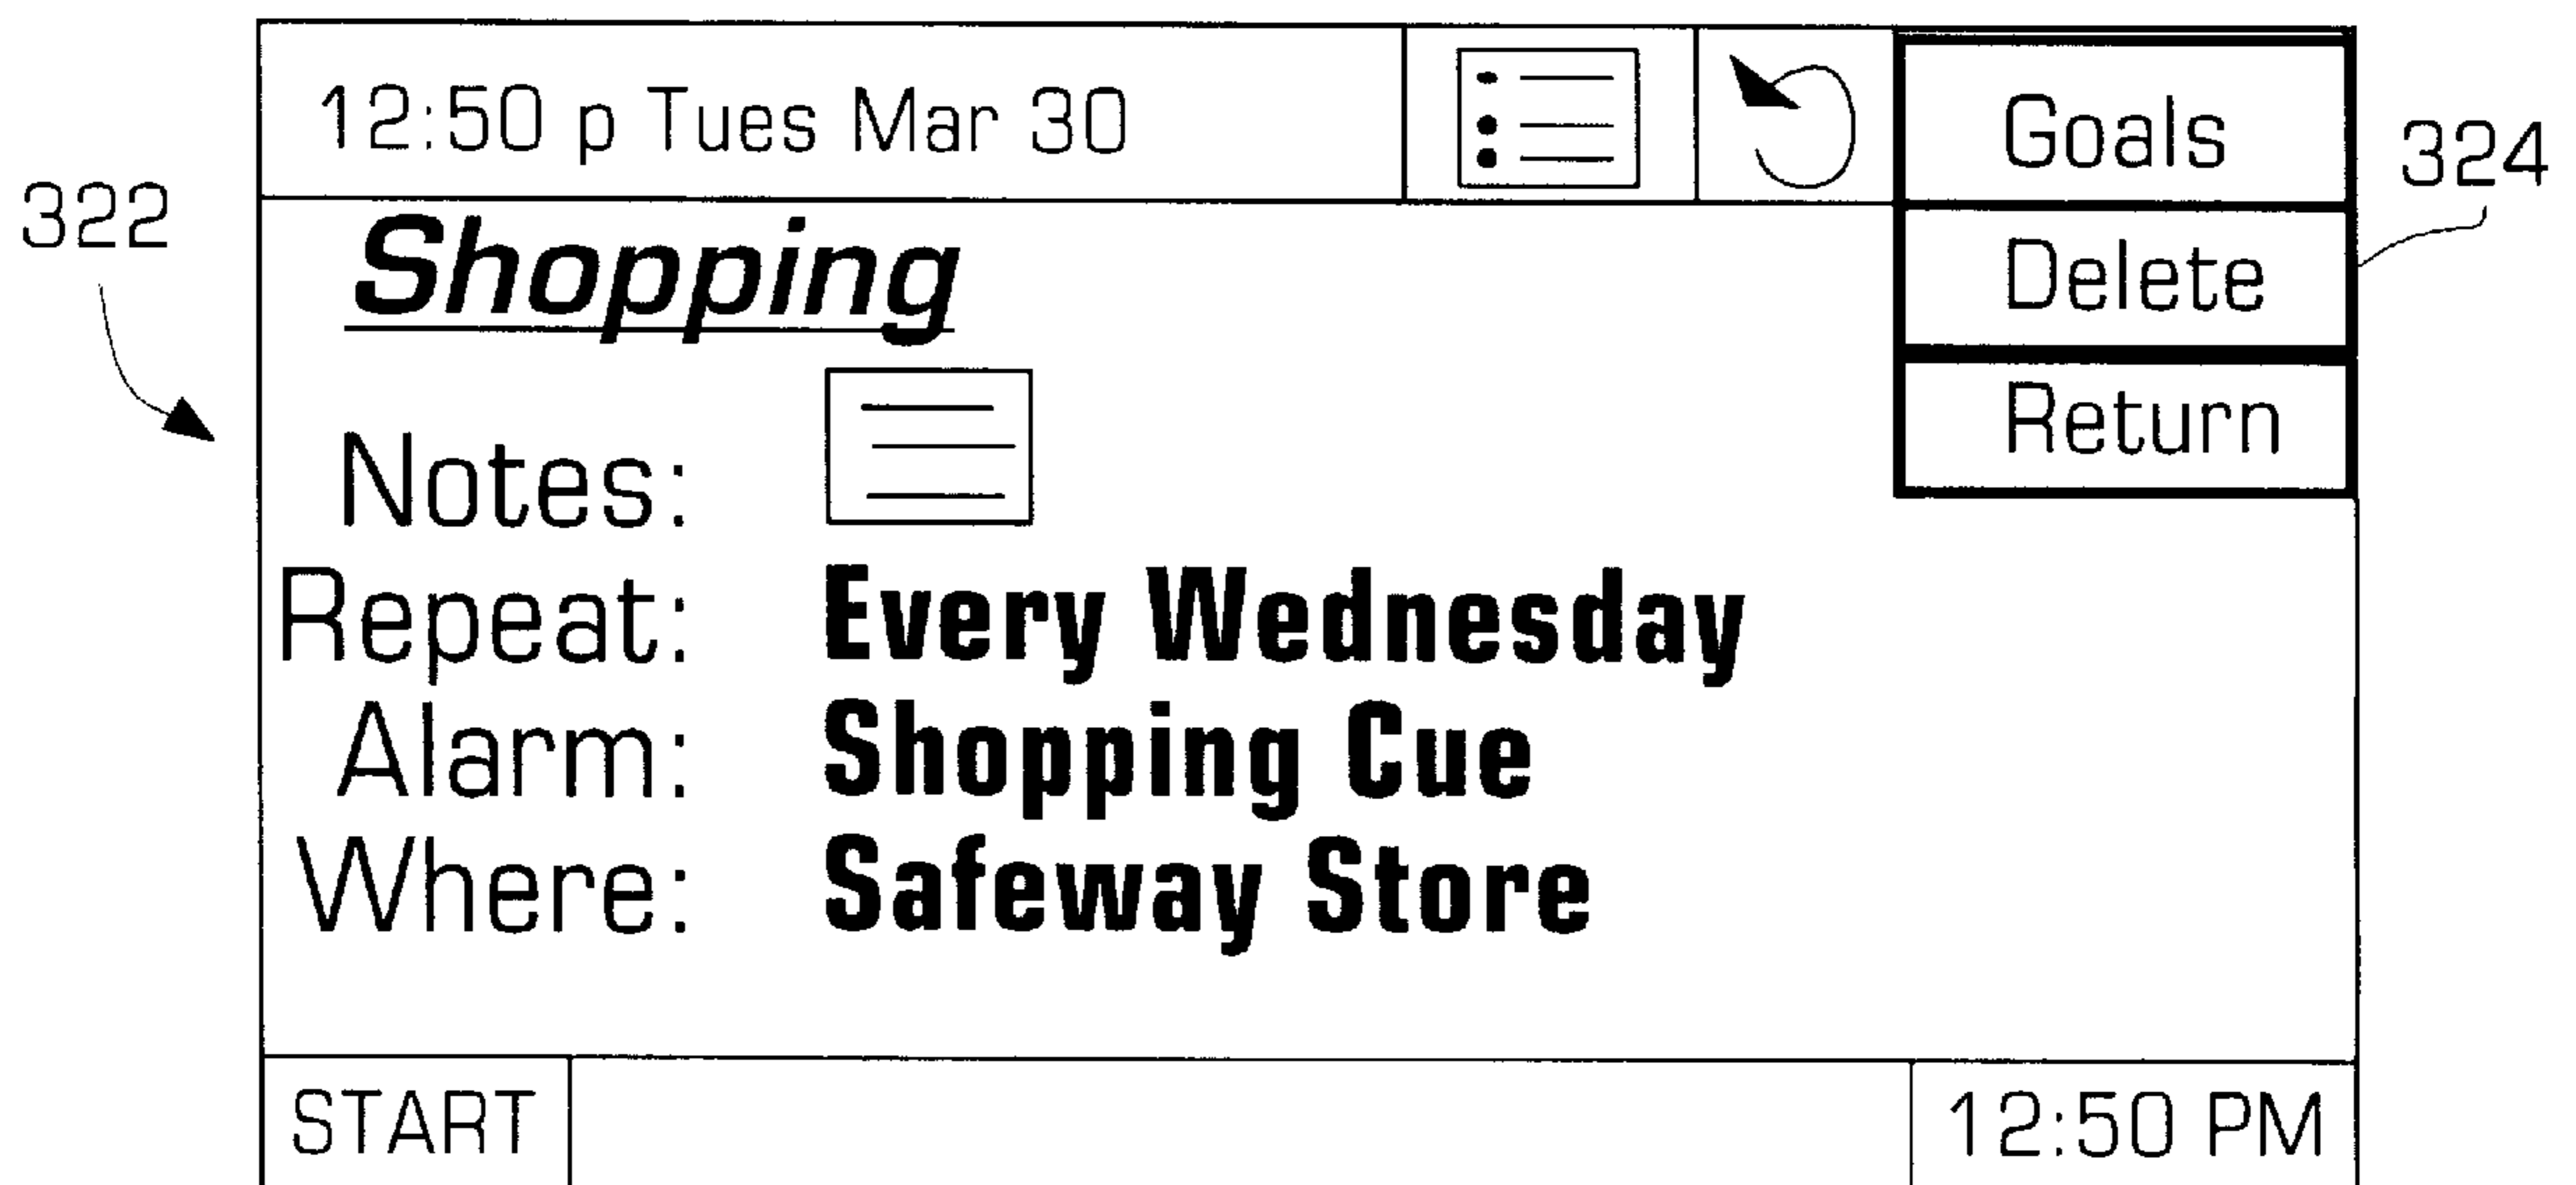 12:50 p Tues Mar 30
Goals
324
322
Shopping
Delete
Return
Notes:
Repeat: Every Wednesday
Alarm: Shopping Cue
Where: Safeway Store
START
12:50 PM